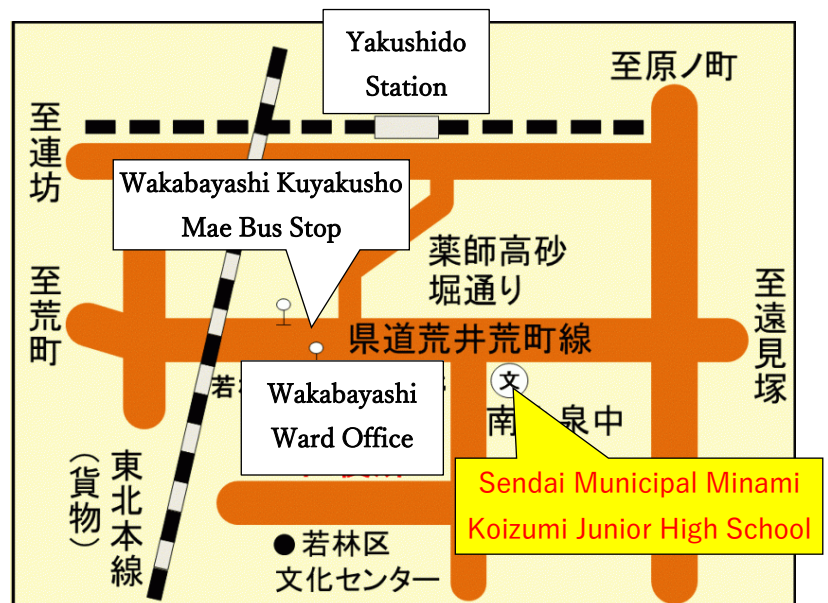 Yakushido
Station
至原ノ町
至連坊
Wakabayashi Kuyakusho
Mae Bus Stop
薬師高砂
堀通り
至荒町
至遠見塚
県道荒井荒町線
Wakabayashi
Ward Office
若
文
南
泉中
Sendai Municipal Minami
Koizumi Junior High School
東北本線
（貨物）
若林区
文化センター